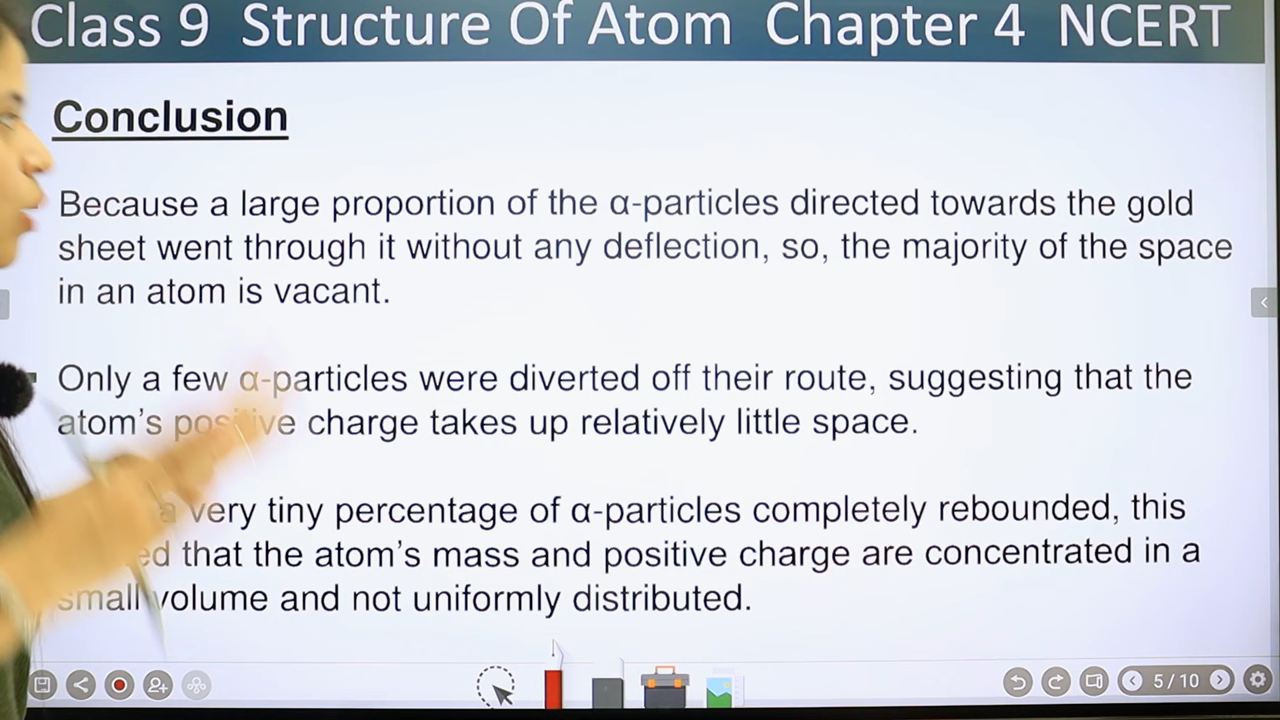 Class 9 Structure Of Atom Chapter 4 NCERT
Conclusion
Because a large proportion of the α-particles directed towards the gold
sheet went through it without any deflection, so, the majority of the space
in an atom is vacant.
Only a few α-particles were diverted off their route, suggesting that the
atom's positive charge takes up relatively little space.
a very tiny percentage of α-particles completely rebounded, this
that the atom's mass and positive charge are concentrated in a
small volume and not uniformly distributed.
5/10